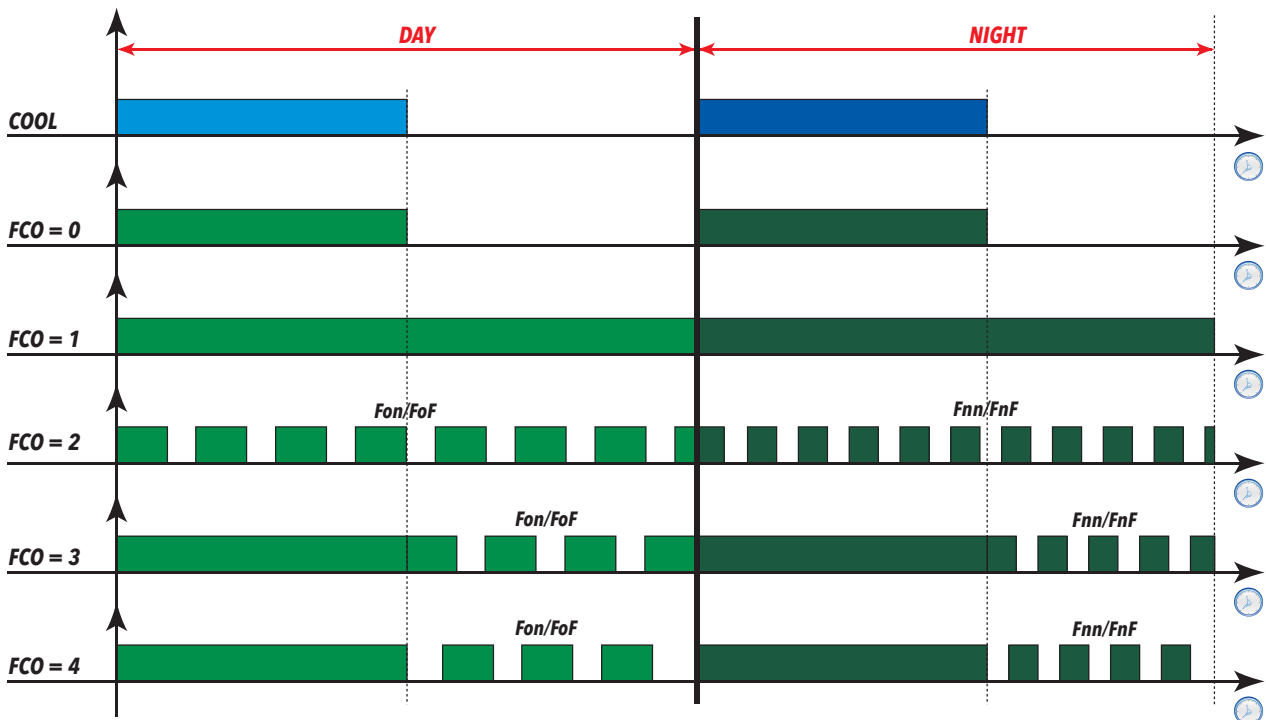 DAY
NIGHT
COOL
FCO = 0
FCO = 1
Fon/FoF
Fnn/FnF
FCO = 2
Fon/FoF
Fnn/FnF
FCO = 3
Fon/FoF
Fnn/FnF
FCO = 4